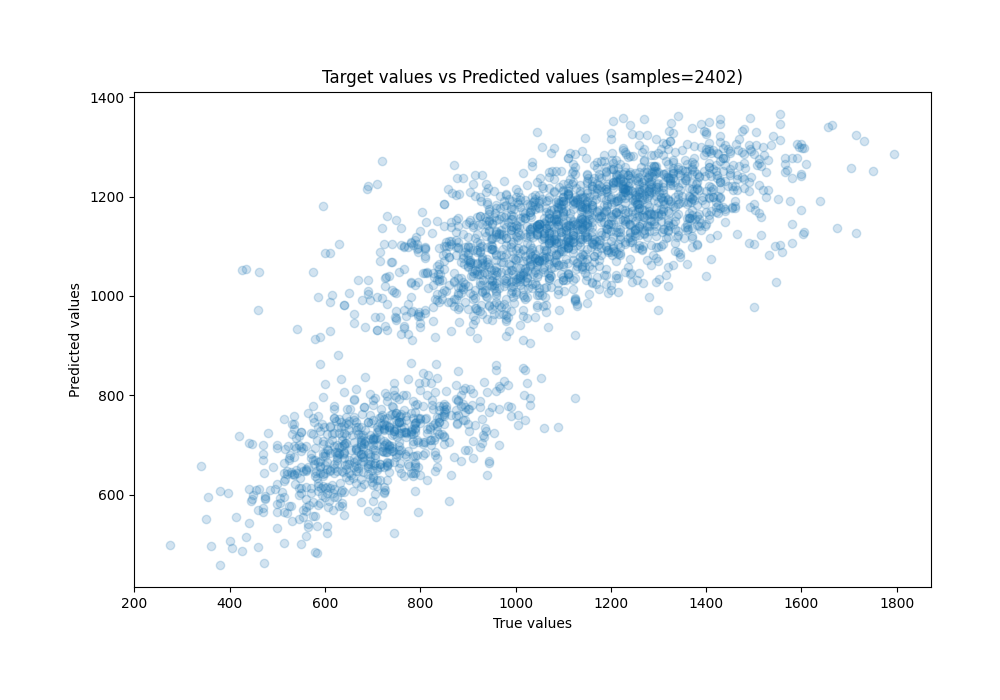 Target values vs Predicted values (samples=2402)
1400
1200
1000
800
600
Predicted values
200 400 600 800 1000 1200 1400 1600 1800
True values